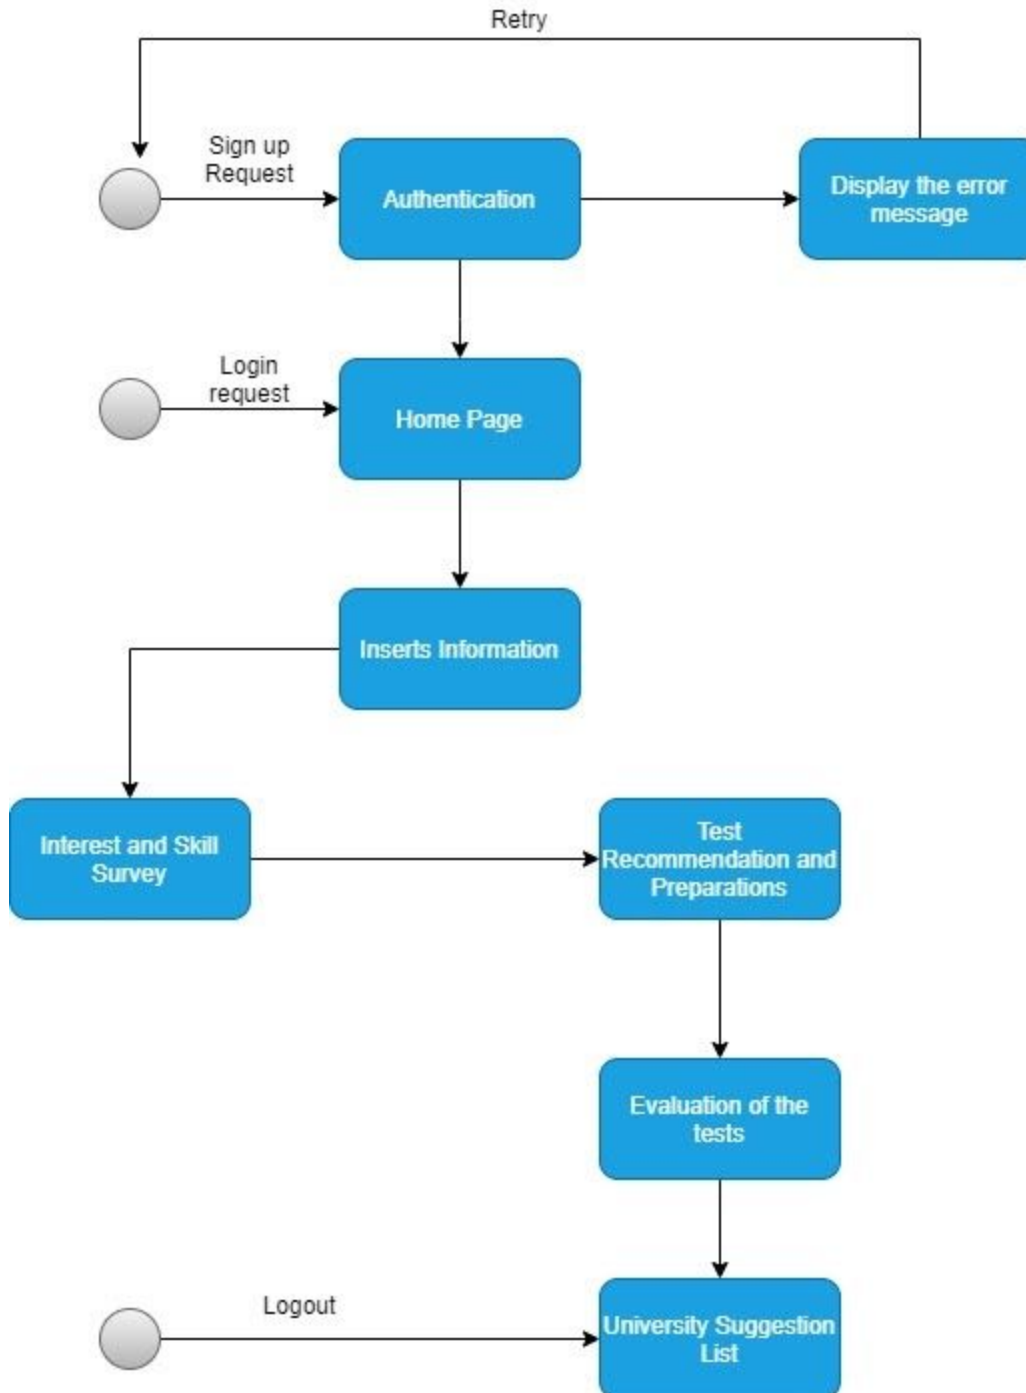 Retry
Sign up
Request
Authentication
Display the error
message
Login
request
Home Page
Inserts Information
Interest and Skill
Survey
Test
Recommendation and
Preparations
Evaluation of the
tests
Logout
University Suggestion
List